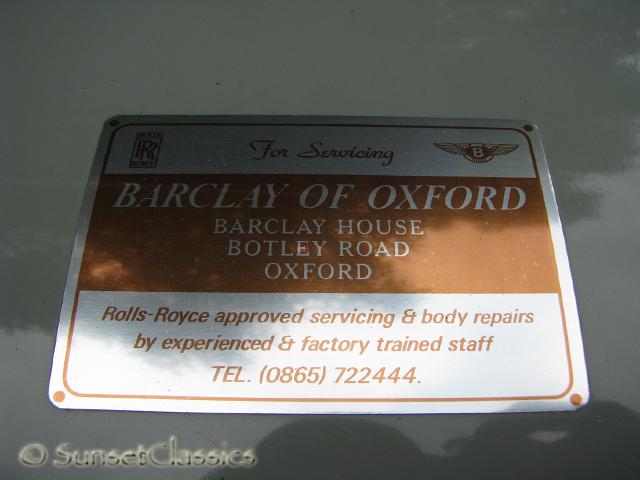 RR
For Servicing
B
BARCLAY OF OXFORD
BARCLAY HOUSE
BOTLEY ROAD
OXFORD
Rolls-Royce approved servicing & body repairs
by experienced & factory trained staff
TEL. (0865) 722444.
© SunsetClassics